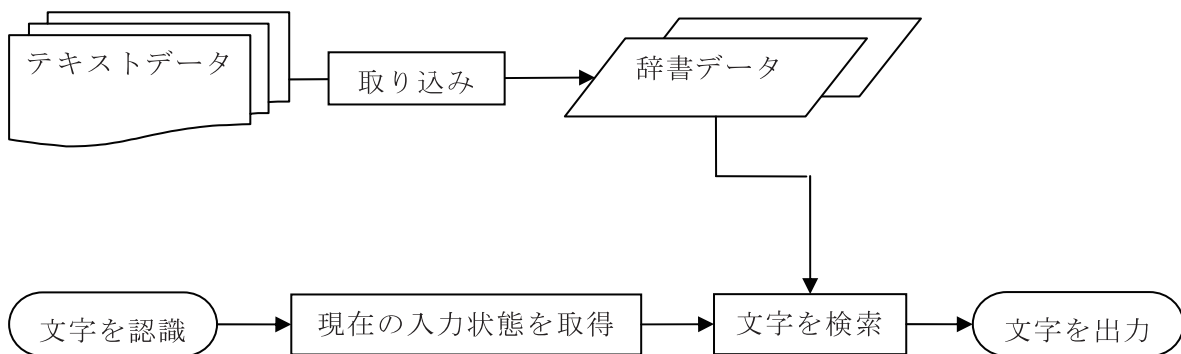 テキストデータ
取り込み
辞書データ
文字を認識
現在の入力状態を取得
文字を検索
文字を出力